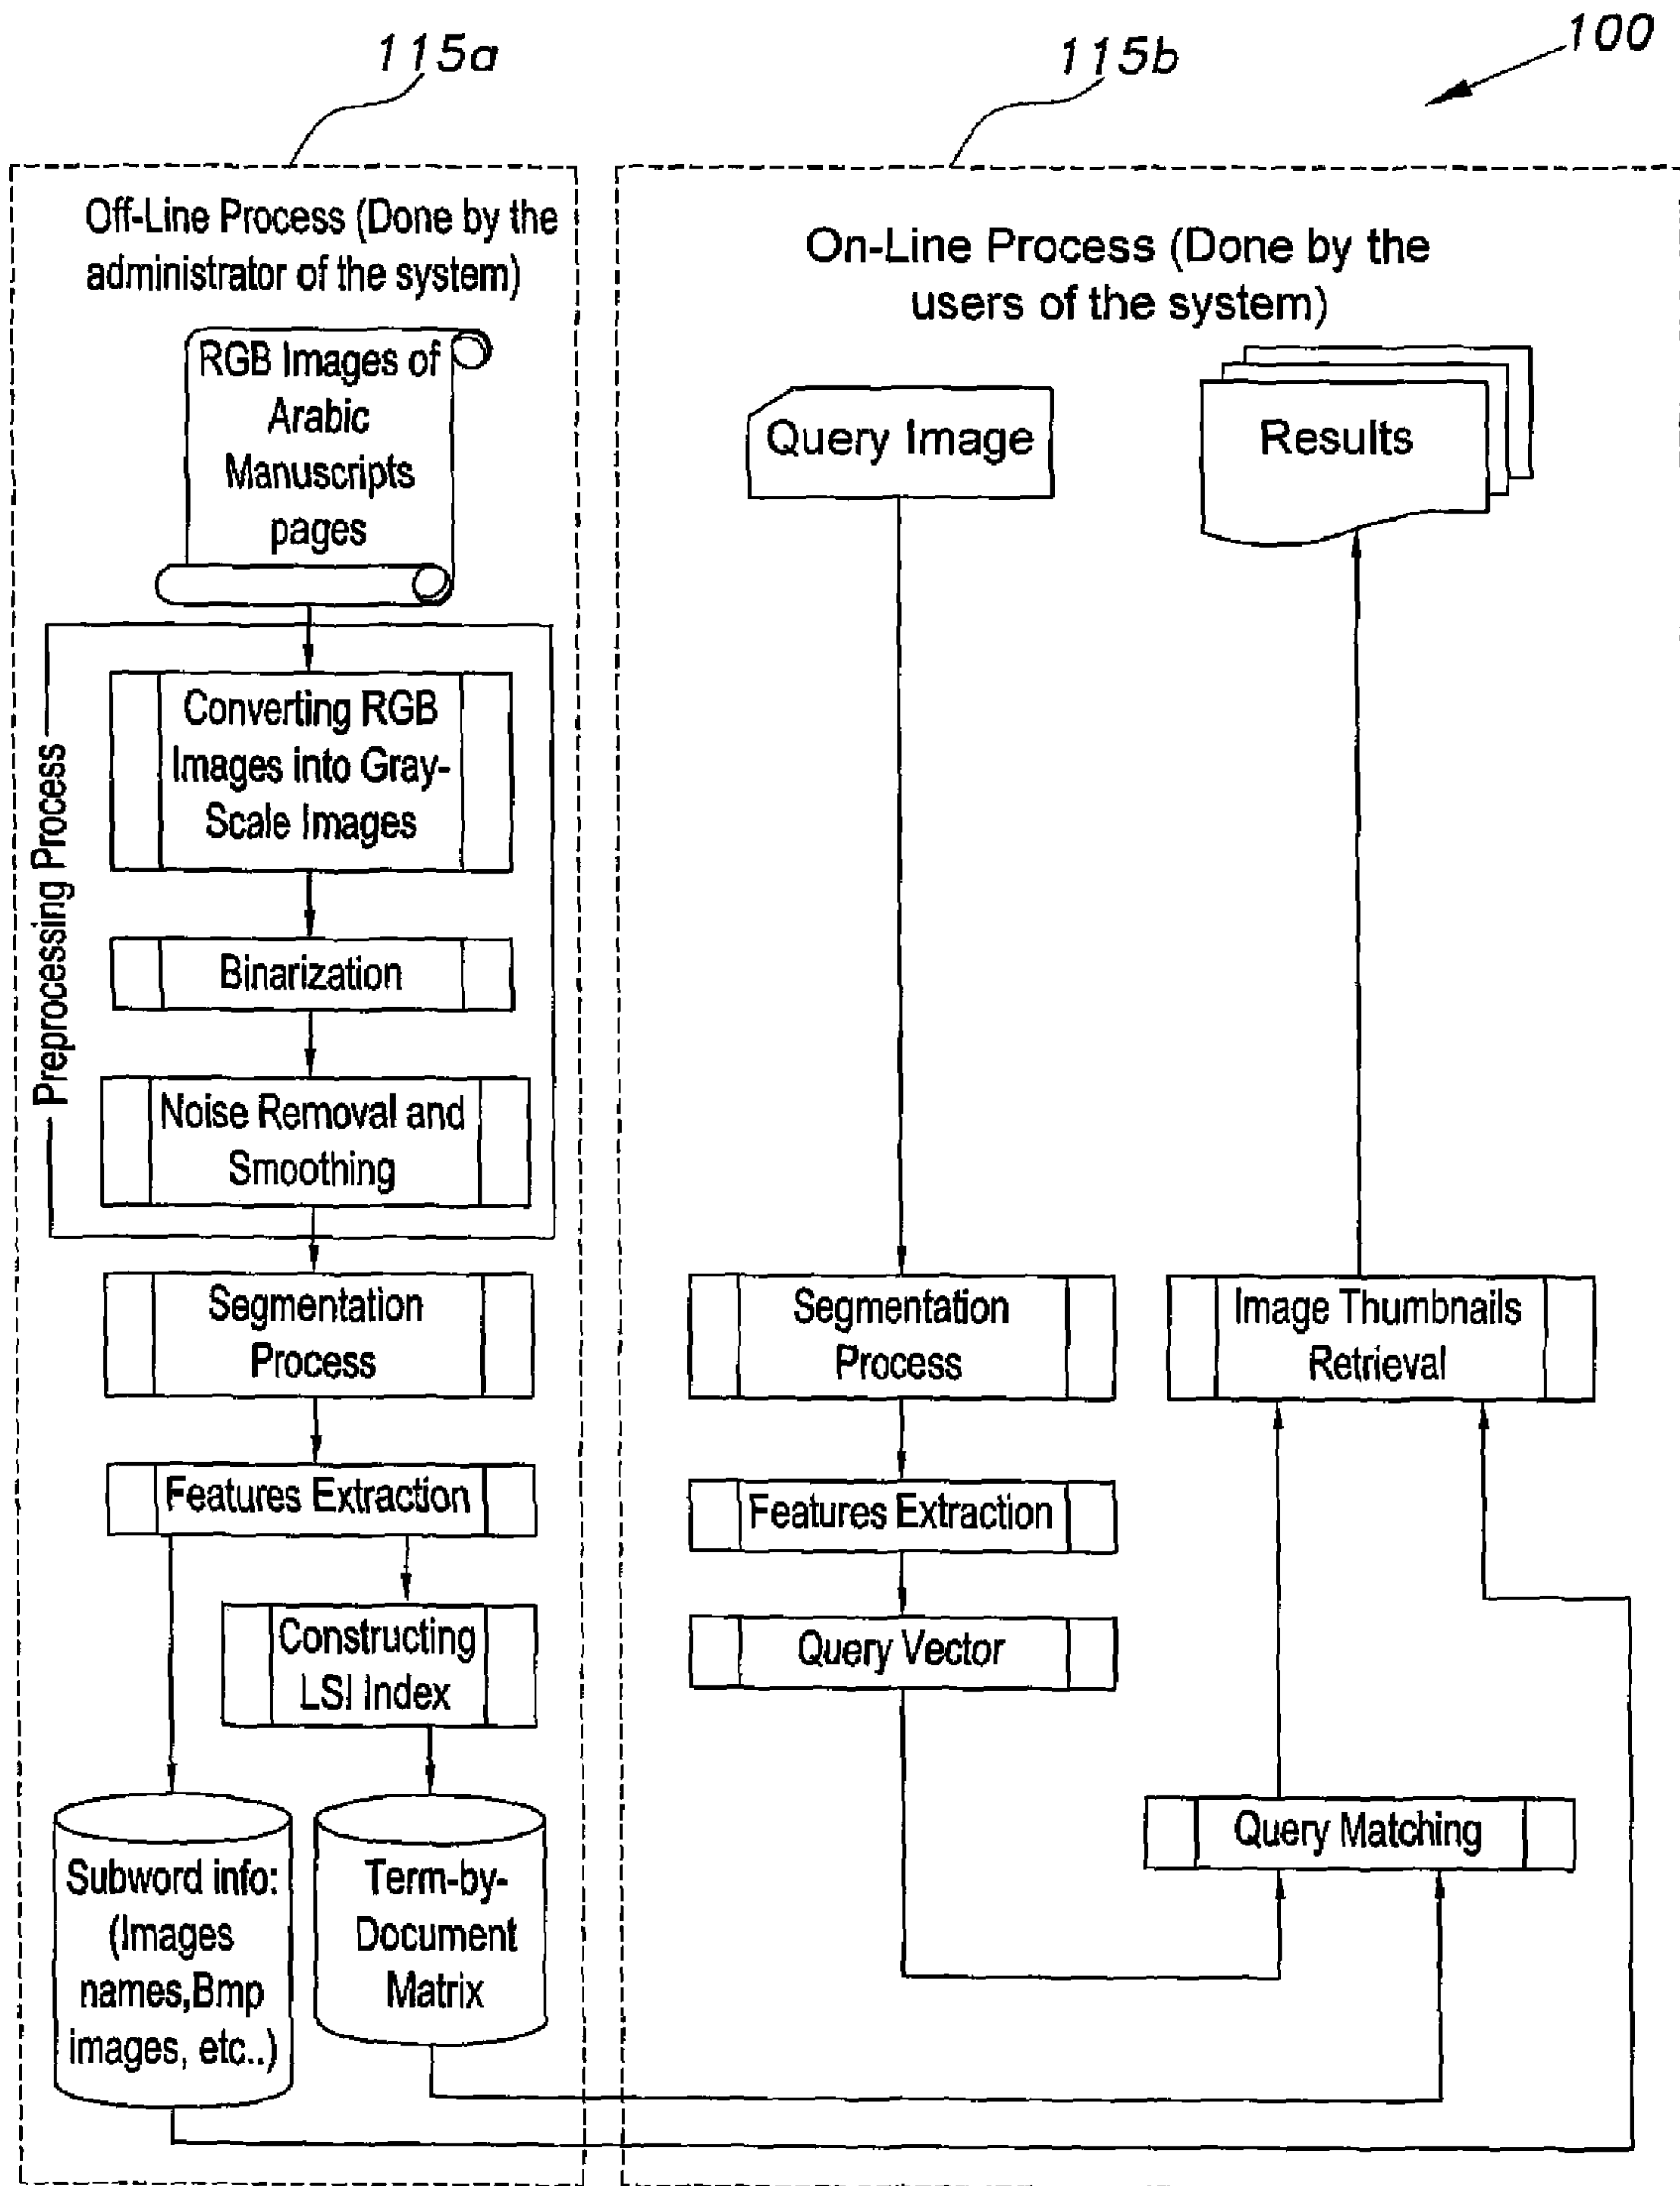 115a
115b
100
Off-Line Process (Done by the
administrator of the system)
RGB Images of
Arabic
Manuscripts
pages
Preprocessing Process
Converting RGB
Images into Gray-
Scale Images
Binarization
Noise Removal and
Smoothing
Segmentation
Process
Features Extraction
Constructing
LSI Index
Subword info:
(Images
names,Bmp
images, etc..)
Term-by-
Document
Matrix
On-Line Process (Done by the
users of the system)
Query Image
Results
Segmentation
Process
Features Extraction
Query Vector
Image Thumbnails
Retrieval
Query Matching